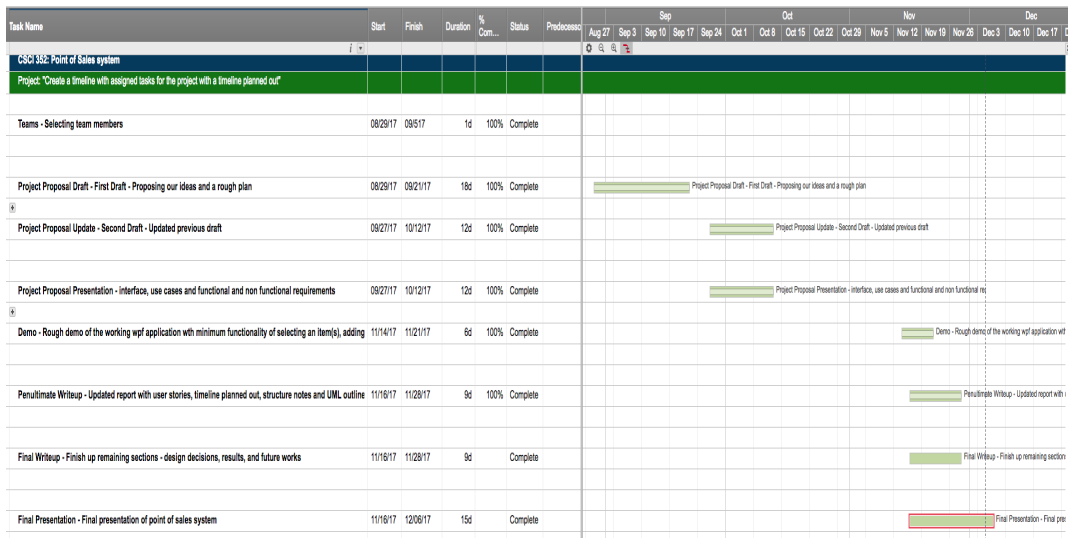 Sep Oct Nov Dec
Task Name Start Finish Duration % Com... Status Predecesso Aug 27 Sep 3 Sep 10 Sep 17 Sep 24 Oct 1 Oct 8 Oct 15 Oct 22 Oct 29 Nov 5 Nov 12 Nov 19 Nov 26 Dec 3 Dec 10 Dec 17 D
i
CSCI 352: Point of Sales system
Project: "Create a timeline with assigned tasks for the project with a timeline planned out"
Teams - Selecting team members 08/29/17 09/517 1d 100% Complete
Project Proposal Draft - First Draft - Proposing our ideas and a rough plan 08/29/17 09/21/17 18d 100% Complete Project Proposal Draft - First Draft - Proposing our ideas and a rough plan
Project Proposal Update - Second Draft - Updated previous draft 09/27/17 10/12/17 12d 100% Complete Project Proposal Update - Second Draft - Updated previous draft
Project Proposal Presentation - interface, use cases and functional and non functional requirements 09/27/17 10/12/17 12d 100% Complete Project Proposal Presentation - interface, use cases and functional and non functional req
Demo - Rough demo of the working wpf application wth minimum functionality of selecting an item(s), adding 11/14/17 11/21/17 6d 100% Complete Demo - Rough demo of the working wpf application wth
Penultimate Writeup - Updated report with user stories, timeline planned out, structure notes and UML outline 11/16/17 11/28/17 9d 100% Complete Penultimate Writeup - Updated report with
Final Writeup - Finish up remaining sections - design decisions, results, and future works 11/16/17 11/28/17 9d Complete Final Writeup - Finish up remaining section
Final Presentation - Final presentation of point of sales system 11/16/17 12/06/17 15d Complete Final Presentation - Final pres